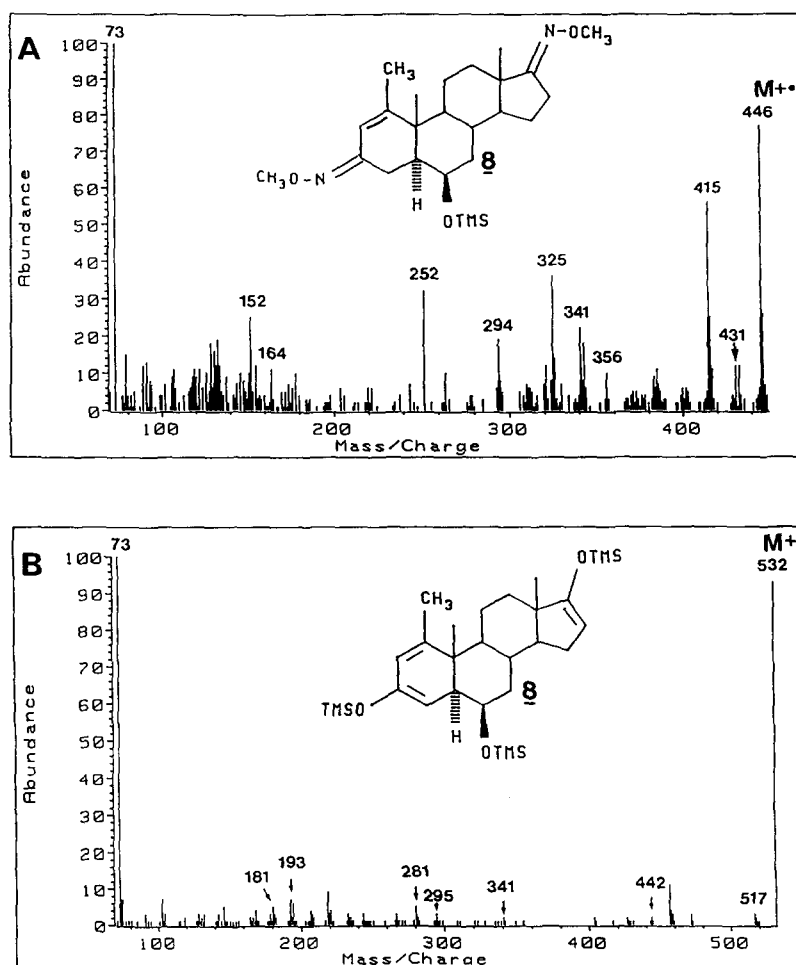 A
73
100
90
80
70
60
50
40
30
20
10
0
Abundance
100
200
300
400
Mass/Charge
152
164
252
294
325
341
356
415
431
M+•
446
CH3
N-OCH3
CH3O-N
H
OTMS
8
B
73
100
90
80
70
60
50
40
30
20
10
0
Abundance
100
200
300
400
500
Mass/Charge
181
193
281
295
341
442
517
M+
532
OTMS
CH3
TMSO
H
OTMS
8